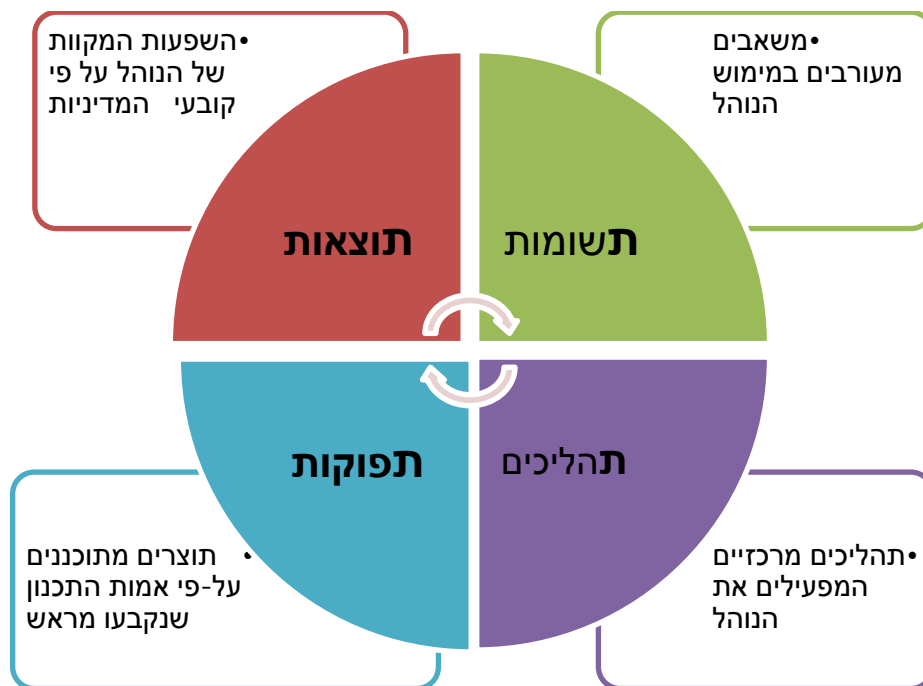 •משאבים
מעורבים במימוש
הנוהל
תשומות
•תהליכים מרכזיים
המפעילים את
הנוהל
תהליכים
• תוצרים מתוכננים
על-פי אמות התכנון
שנקבעו מראש
תפוקות
•השפעות המקוות
של הנוהל על פי
קובעי המדיניות
תוצאות